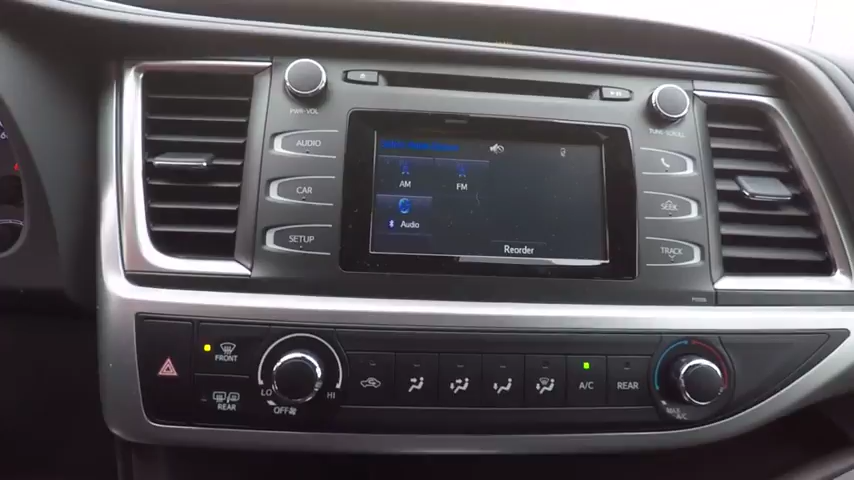 PWR·VOL
TUNE·SCROLL
AUDIO
CAR
SETUP
AM
FM
Audio
Reorder
SEEK
TRACK
FRONT
REAR
LO
HI
OFF
A/C
REAR
MAX
A/C